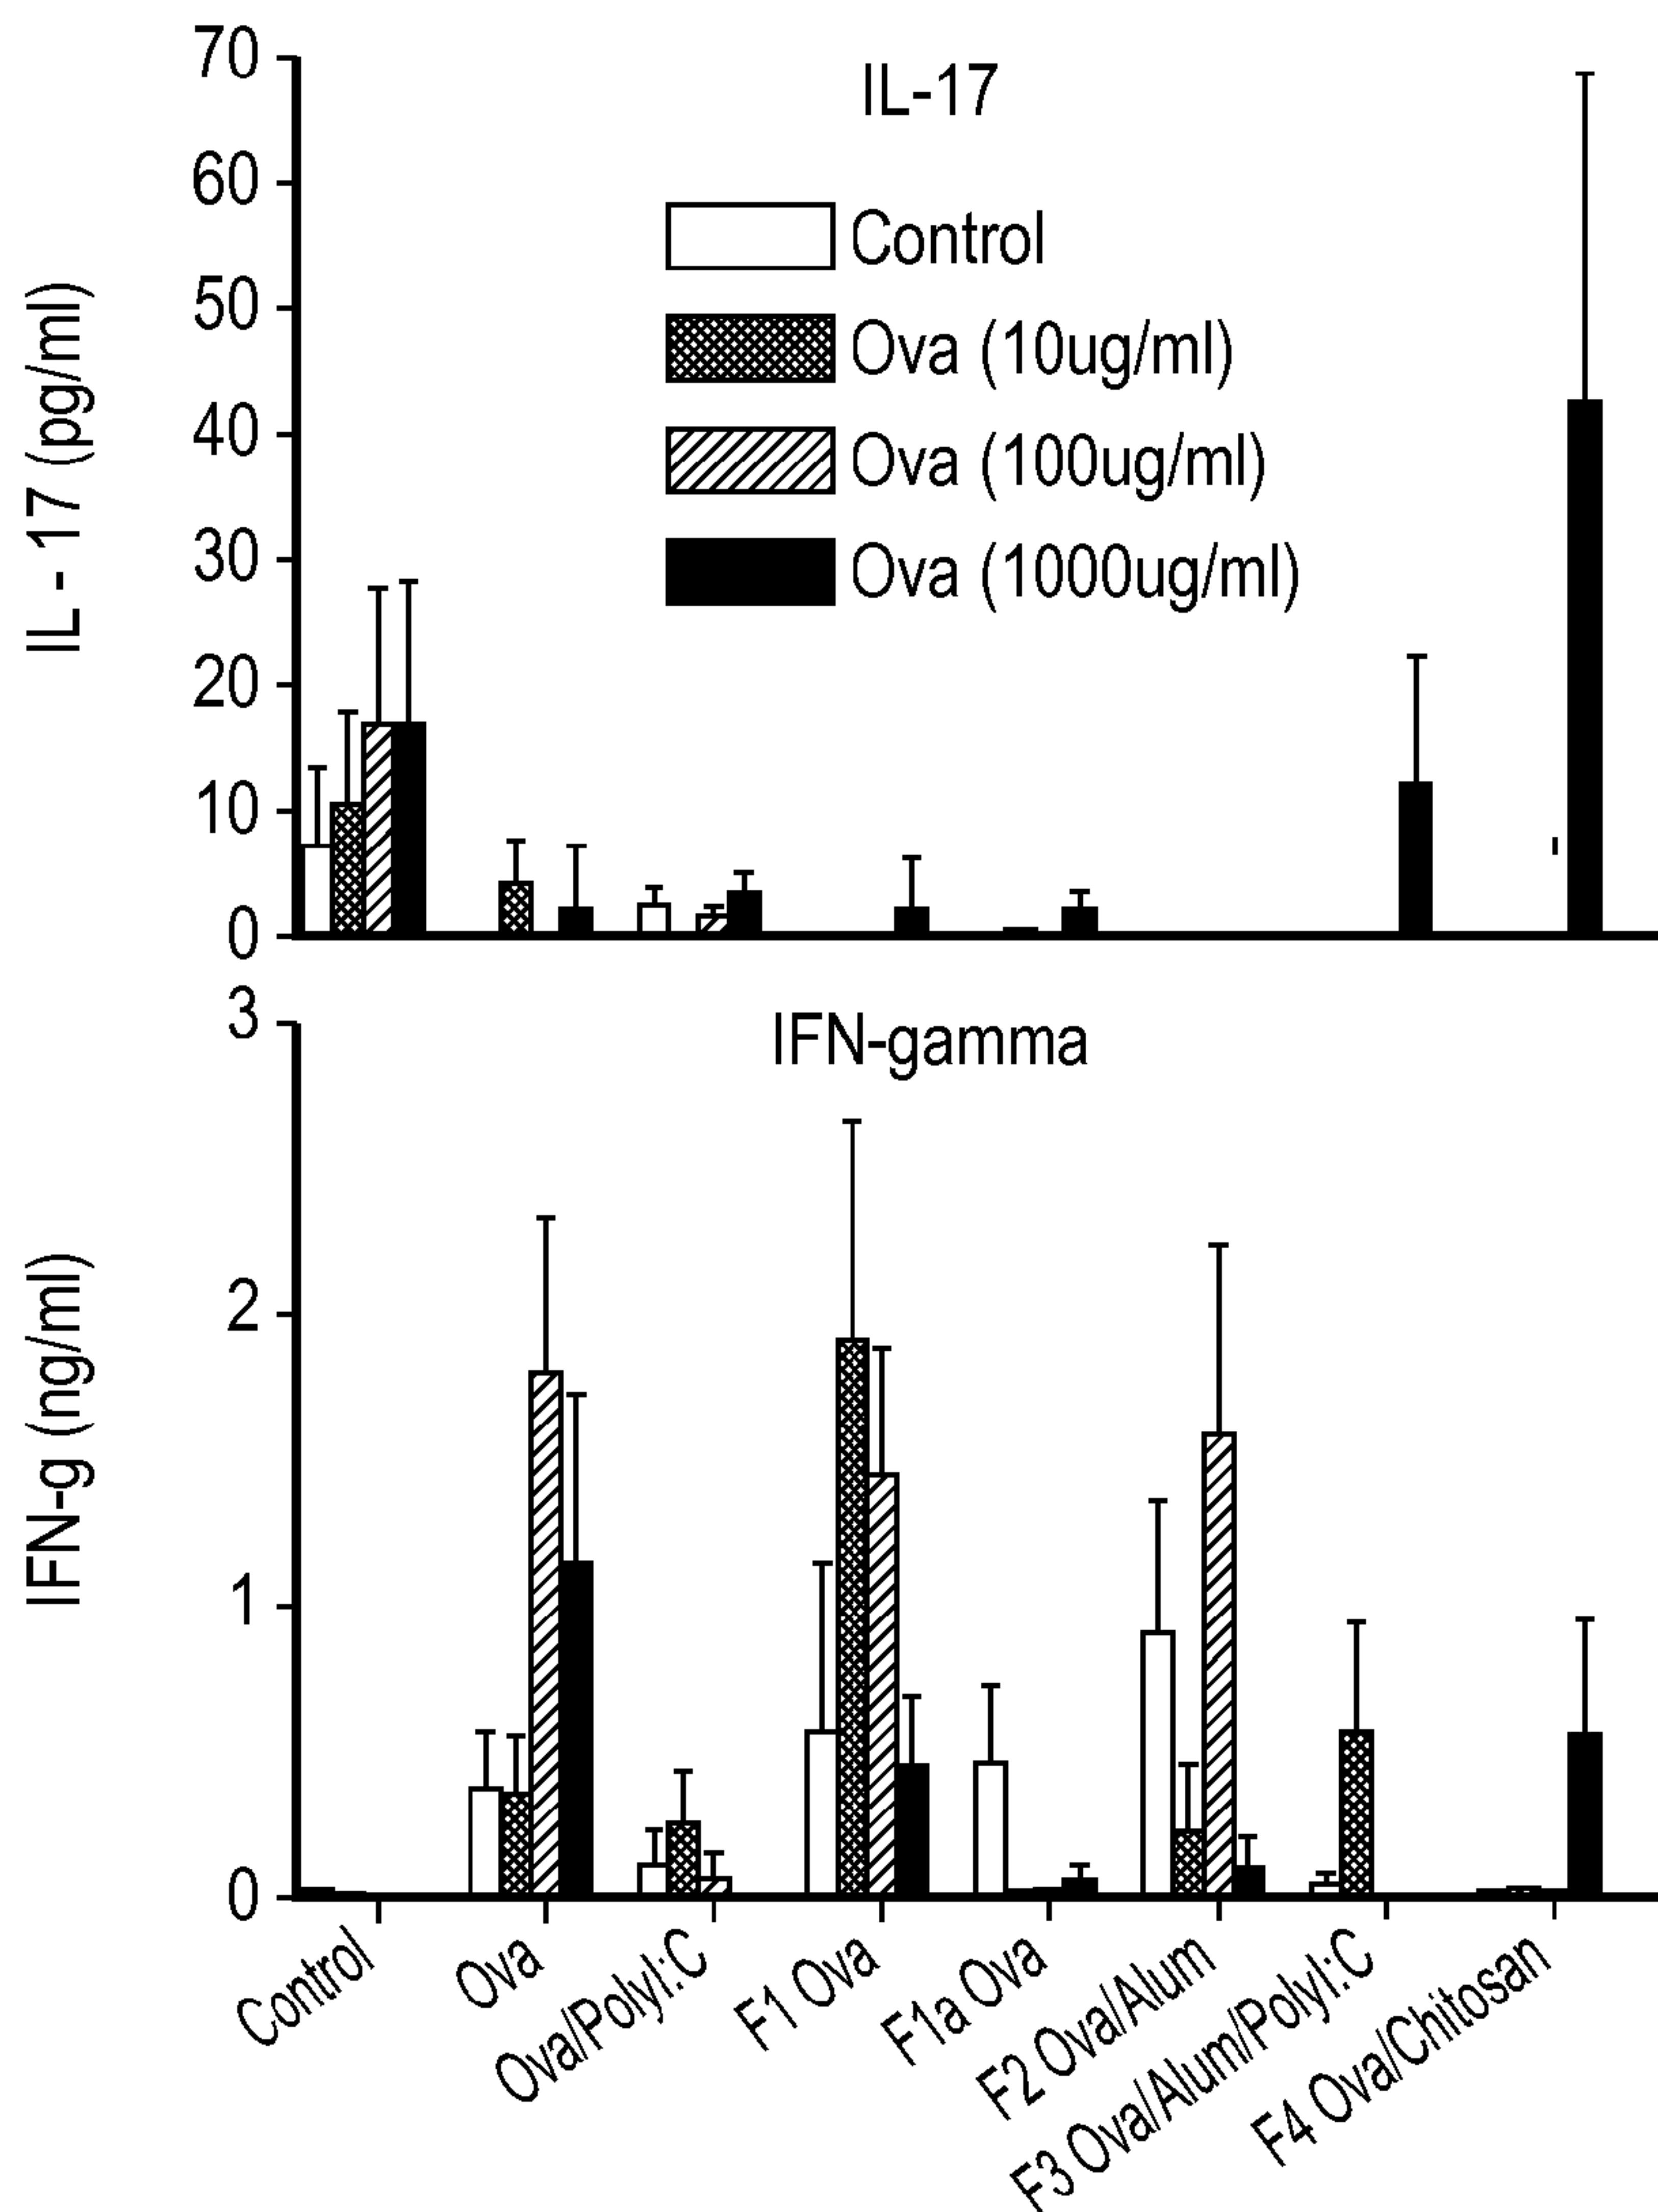 IL-17
IL - 17 (pg/ml)
70
60
50
40
30
20
10
0
Control
Ova (10ug/ml)
Ova (100ug/ml)
Ova (1000ug/ml)
IFN-gamma
IFN-g (ng/ml)
3
2
1
0
Control
Ova
Ova/PolyI:C
F1 Ova
F1a Ova
F2 Ova/Alum
F3 Ova/Alum/PolyI:C
F4 Ova/Chitosan